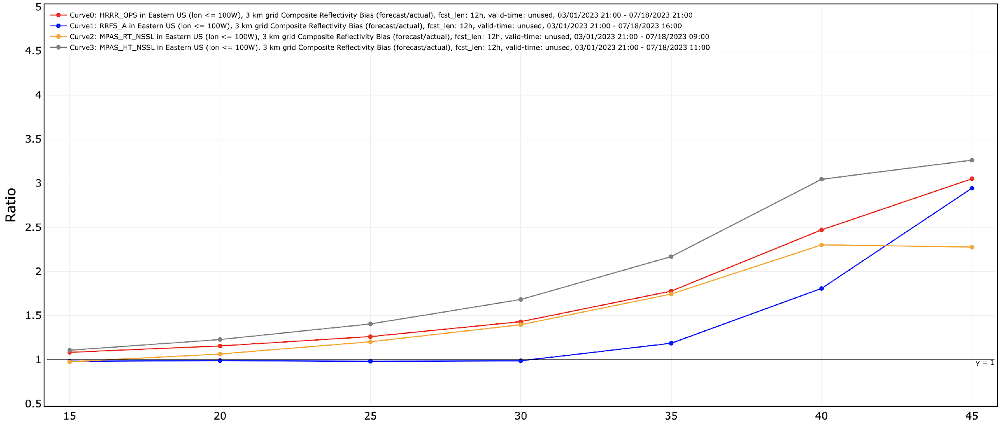 5
Curve0: HRRR_OPS in Eastern US (lon <= 100W), 3 km grid Composite Reflectivity Bias (forecast/actual), fcst_len: 12h, valid-time: unused, 03/01/2023 21:00 - 07/18/2023 21:00
Curve1: RRFS_A in Eastern US (lon <= 100W), 3 km grid Composite Reflectivity Bias (forecast/actual), fcst_len: 12h, valid-time: unused, 03/01/2023 21:00 - 07/18/2023 16:00
Curve2: MPAS_RT_NSSL in Eastern US (lon <= 100W), 3 km grid Composite Reflectivity Bias (forecast/actual), fcst_len: 12h, valid-time: unused, 03/01/2023 21:00 - 07/18/2023 09:00
Curve3: MPAS_HT_NSSL in Eastern US (lon <= 100W), 3 km grid Composite Reflectivity Bias (forecast/actual), fcst_len: 12h, valid-time: unused, 03/01/2023 21:00 - 07/18/2023 11:00
4.5
4
3.5
3
Ratio
2.5
2
1.5
1
y = 1
0.5
15 20 25 30 35 40 45